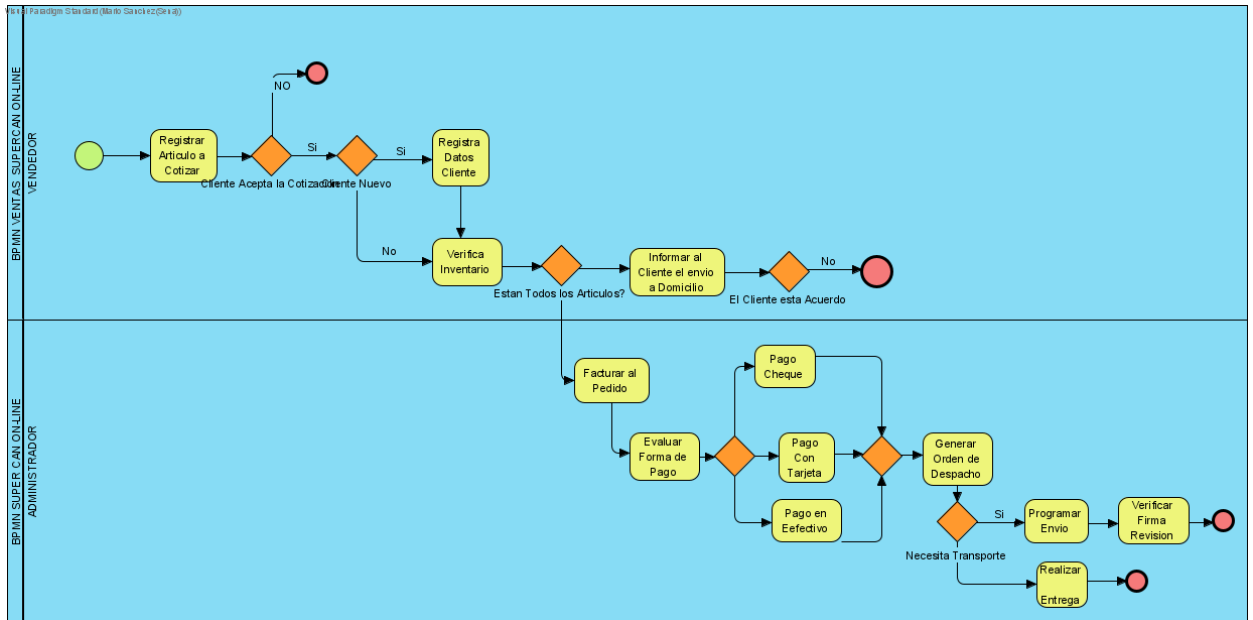 Visual Paradigm Standard (Mario Sanchez (Sena))
BPMN VENTAS SUPERCAN ON-LINE
VENDEDOR
NO
Registrar
Articulo a
Cotizar
Si
Si
Registra
Datos
Cliente
Cliente Acepta la Cotización
Cliente Nuevo
No
Verifica
Inventario
Informar al
Cliente el envio
a Domicilio
No
Estan Todos los Articulos?
El Cliente esta Acuerdo
BPMN SUPER CAN ON-LINE
ADMINISTRADOR
Facturar al
Pedido
Pago
Cheque
Evaluar
Forma de
Pago
Pago
Con
Tarjeta
Generar
Orden de
Despacho
Pago en
Eefectivo
Si
Programar
Envio
Verificar
Firma
Revision
Necesita Transporte
Realizar
Entrega